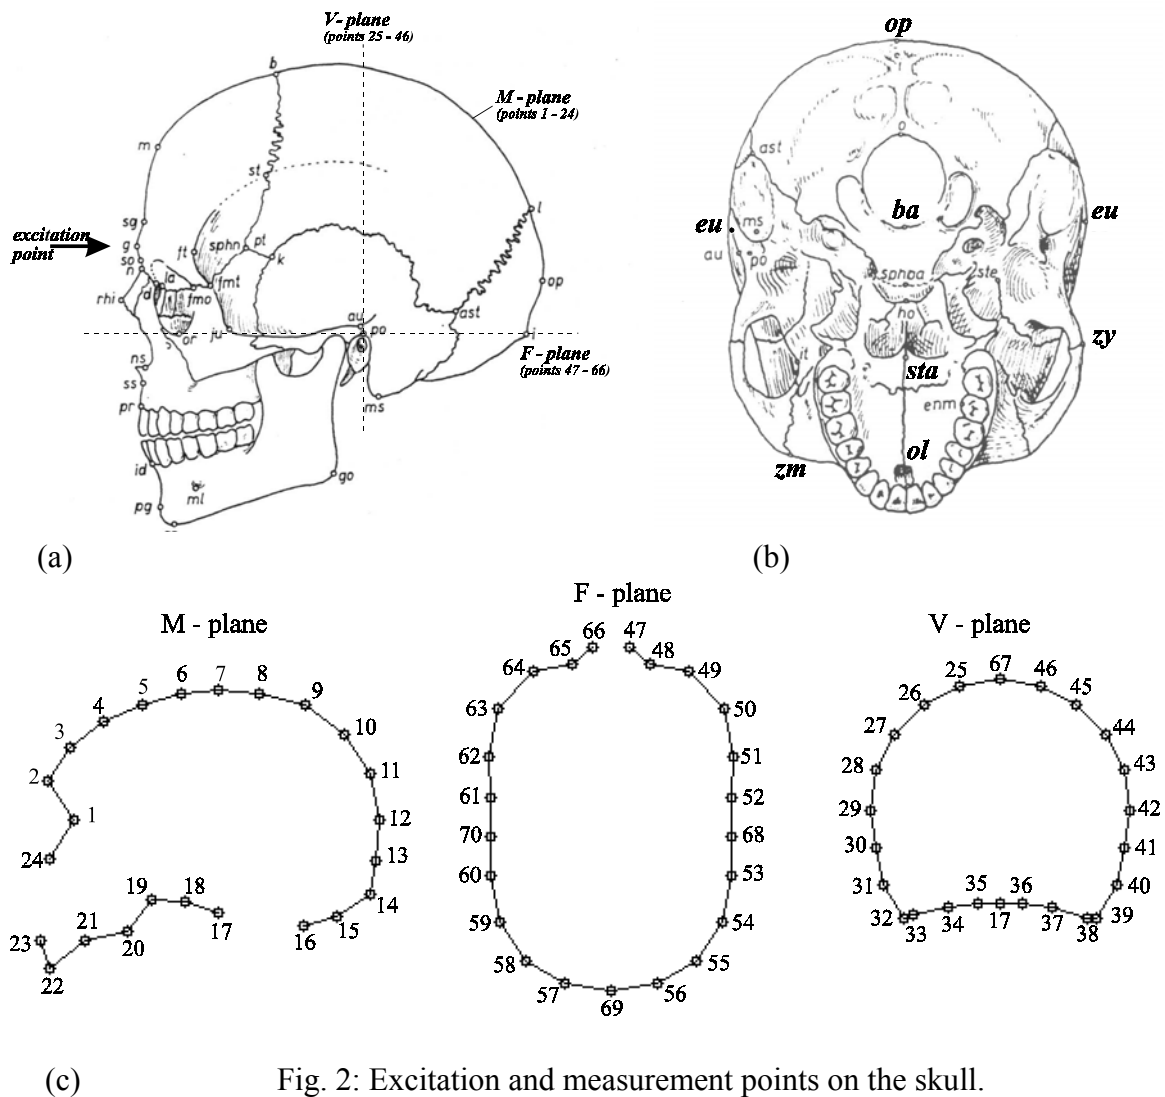 V- plane
(points 25 - 46)
b
M - plane
(points 1 - 24)
m
st
l
sg
excitation
point
g
so
n
ft
sphn
pt
k
la
d
fmt
fmo
rhi
op
ju
or
au
po
ast
i
F - plane
(points 47 - 66)
ns
ss
pr
ms
id
ml
go
pg
(a)
op
o
ast
eu
ms
ba
eu
au
po
sphba
ste
ho
zy
it
sta
enm
ol
zm
(b)
M - plane
F - plane
V - plane
1
2
3
4
5
6
7
8
9
10
11
12
13
14
15
16
17
18
19
20
21
22
23
24
66
47
65
48
64
49
63
50
62
51
61
52
70
68
60
53
59
54
58
55
57
56
69
67
25
46
26
45
27
44
28
43
29
42
30
41
31
40
32
33
34
35
17
36
37
38
39
(c)
Fig. 2: Excitation and measurement points on the skull.